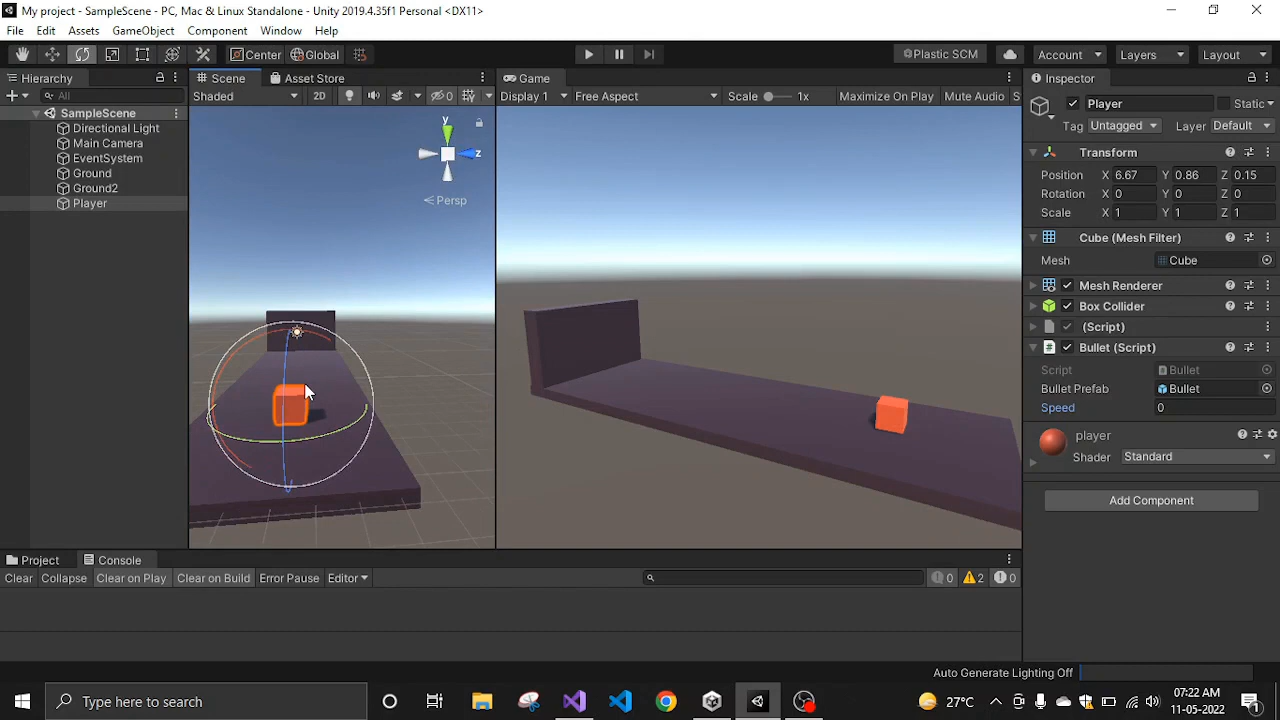 My project - SampleScene - PC, Mac & Linux Standalone - Unity 2019.4.35f1 Personal <DX11>
File Edit Assets GameObject Component Window Help
Center Global Plastic SCM Account Layers Layout
Hierarchy Scene Asset Store Game Inspector
All Shaded 2D 0 Display 1 Free Aspect Scale 1x Maximize On Play Mute Audio S
Player Static
SampleScene
Directional Light
Main Camera
EventSystem
Ground
Ground2
Player
y
z
Persp
Tag Untagged Layer Default
Transform
Position X 6.67 Y 0.86 Z 0.15
Rotation X 0 Y 0 Z 0
Scale X 1 Y 1 Z 1
Cube (Mesh Filter)
Mesh Cube
Mesh Renderer
Box Collider
(Script)
Bullet (Script)
Script Bullet
Bullet Prefab Bullet
Speed 0
player
Shader Standard
Add Component
Project Console
Clear Collapse Clear on Play Clear on Build Error Pause Editor 0 2 0
Auto Generate Lighting Off
Type here to search 27°C 07:22 AM
11-05-2022 1